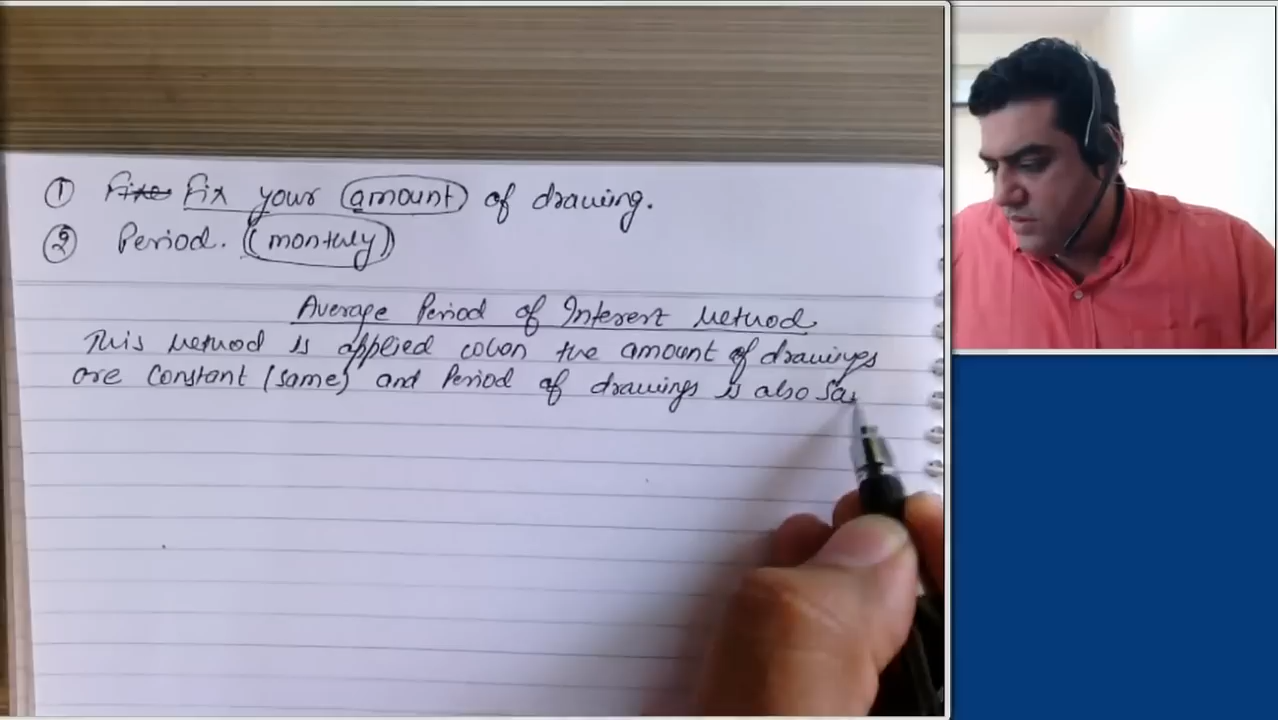 ① Fixe Fix your amount of drawing.
② Period. (monthly)
Average Period of Interest Method
This method is applied when the amount of drawings
are constant (same) and Period of drawings is also sa